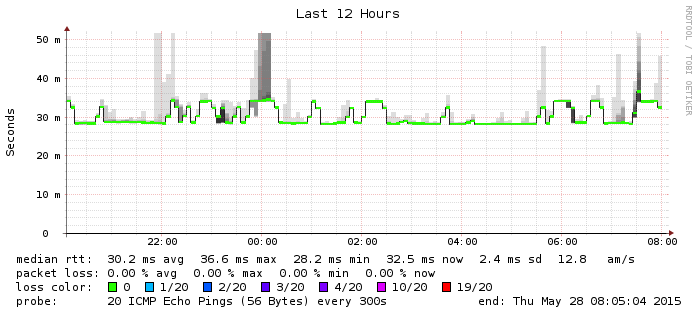 Last 12 Hours
RRDTOOL / TOBI OETIKER
Seconds
50 m
40 m
30 m
20 m
10 m
0
22:00 00:00 02:00 04:00 06:00 08:00
median rtt: 30.2 ms avg 36.6 ms max 28.2 ms min 32.5 ms now 2.4 ms sd 12.8 am/s
packet loss: 0.00 % avg 0.00 % max 0.00 % min 0.00 % now
loss color: 0 1/20 2/20 3/20 4/20 10/20 19/20
probe: 20 ICMP Echo Pings (56 Bytes) every 300s end: Thu May 28 08:05:04 2015